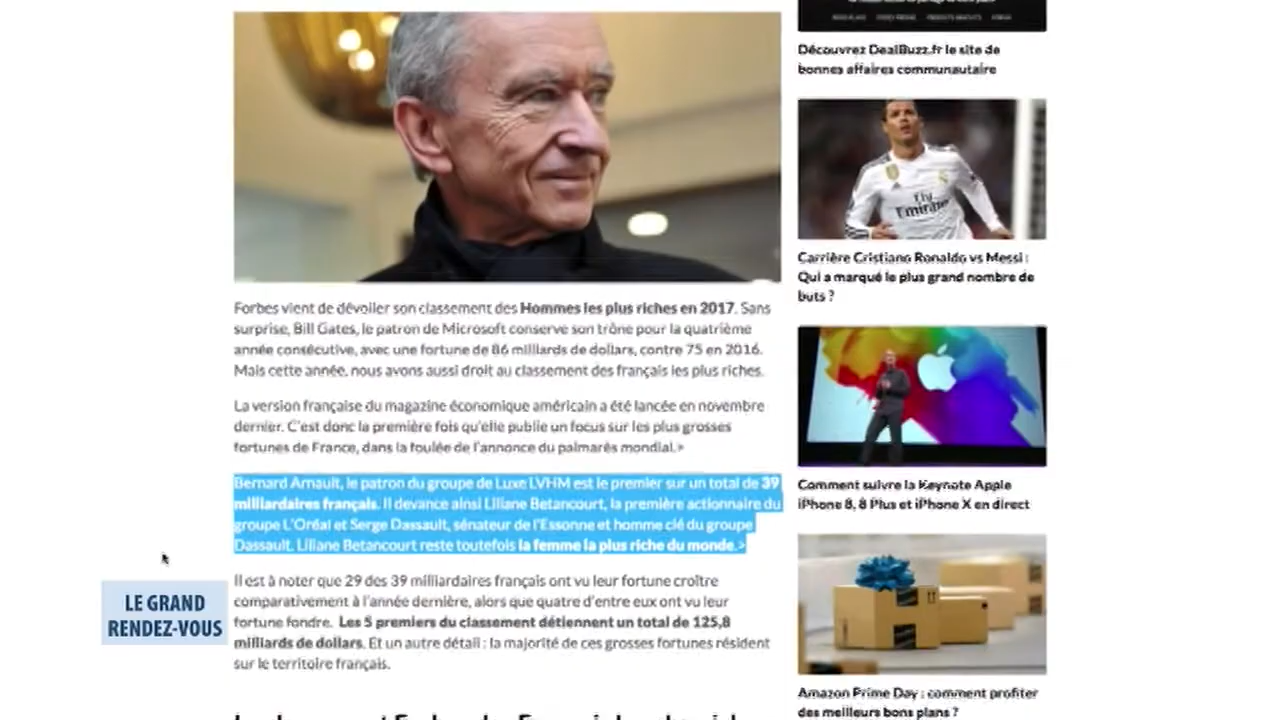 Forbes vient de dévoiler son classement des Hommes les plus riches en 2017. Sans
surprise, Bill Gates, le patron de Microsoft conserve son trône pour la quatrième
année consécutive, avec une fortune de 86 milliards de dollars, contre 75 en 2016.
Mais cette année, nous avons aussi droit au classement des français les plus riches.
La version française du magazine économique américain a été lancée en novembre
dernier. C'est donc la première fois qu'elle publie un focus sur les plus grosses
fortunes de France, dans la foulée de l'annonce du palmarès mondial.>
Bernard Arnault, le patron du groupe de Luxe LVHM est le premier sur un total de 39
milliardaires français. Il devance ainsi Liliane Betancourt, la première actionnaire du
groupe L'Oréal et Serge Dassault, sénateur de l'Essonne et homme clé du groupe
Dassault. Liliane Betancourt reste toutefois la femme la plus riche du monde.>
Il est à noter que 29 des 39 milliardaires français ont vu leur fortune croître
comparativement à l'année dernière, alors que quatre d'entre eux ont vu leur
fortune fondre. Les 5 premiers du classement détiennent un total de 125,8
milliards de dollars. Et un autre détail : la majorité de ces grosses fortunes résident
sur le territoire français.
LE GRAND
RENDEZ-VOUS
Découvrez DealBuzz.fr le site de
bonnes affaires communautaire
Fly
Emirates
Carrière Cristiano Ronaldo vs Messi :
Qui a marqué le plus grand nombre de
buts ?
Comment suivre la Keynote Apple
iPhone 8, 8 Plus et iPhone X en direct
Amazon Prime Day : comment profiter
des meilleurs bons plans ?